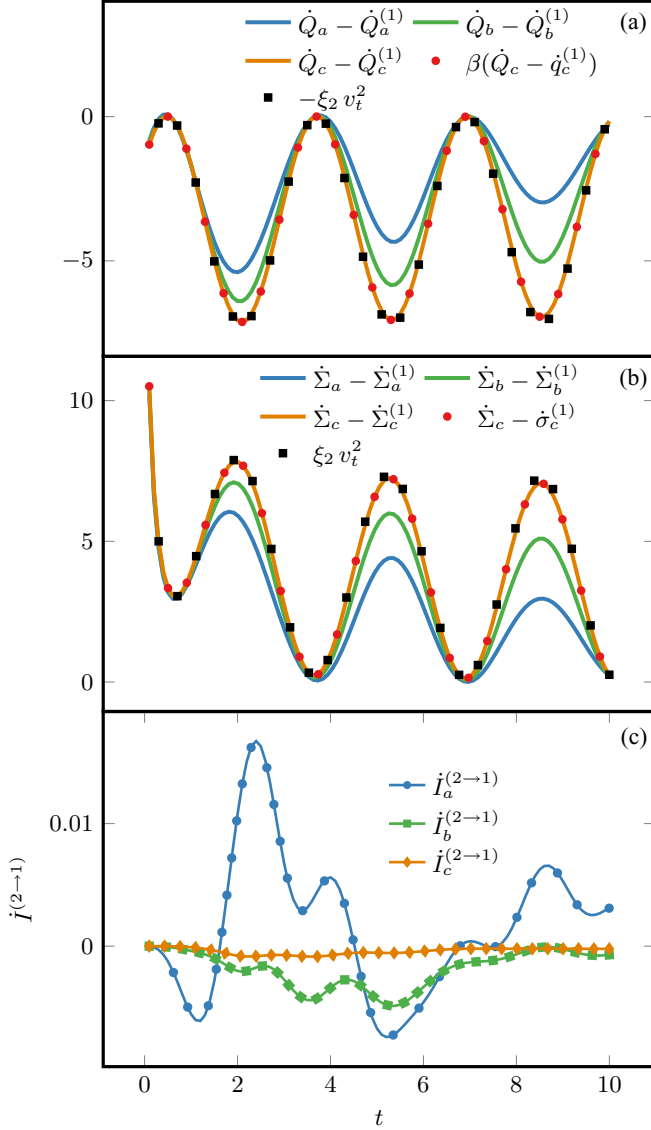 (a)
Q̇_a − Q̇_a^{(1)} Q̇_b − Q̇_b^{(1)}
Q̇_c − Q̇_c^{(1)} β(Q̇_c − q̇_c^{(1)})
−ξ_2 v_t^2
0
−5
(b)
Σ̇_a − Σ̇_a^{(1)} Σ̇_b − Σ̇_b^{(1)}
Σ̇_c − Σ̇_c^{(1)} Σ̇_c − σ̇_c^{(1)}
ξ_2 v_t^2
10
5
0
(c)
İ_a^{(2→1)}
İ_b^{(2→1)}
İ_c^{(2→1)}
0.01
0
İ^{(2→1)}
0 2 4 6 8 10
t